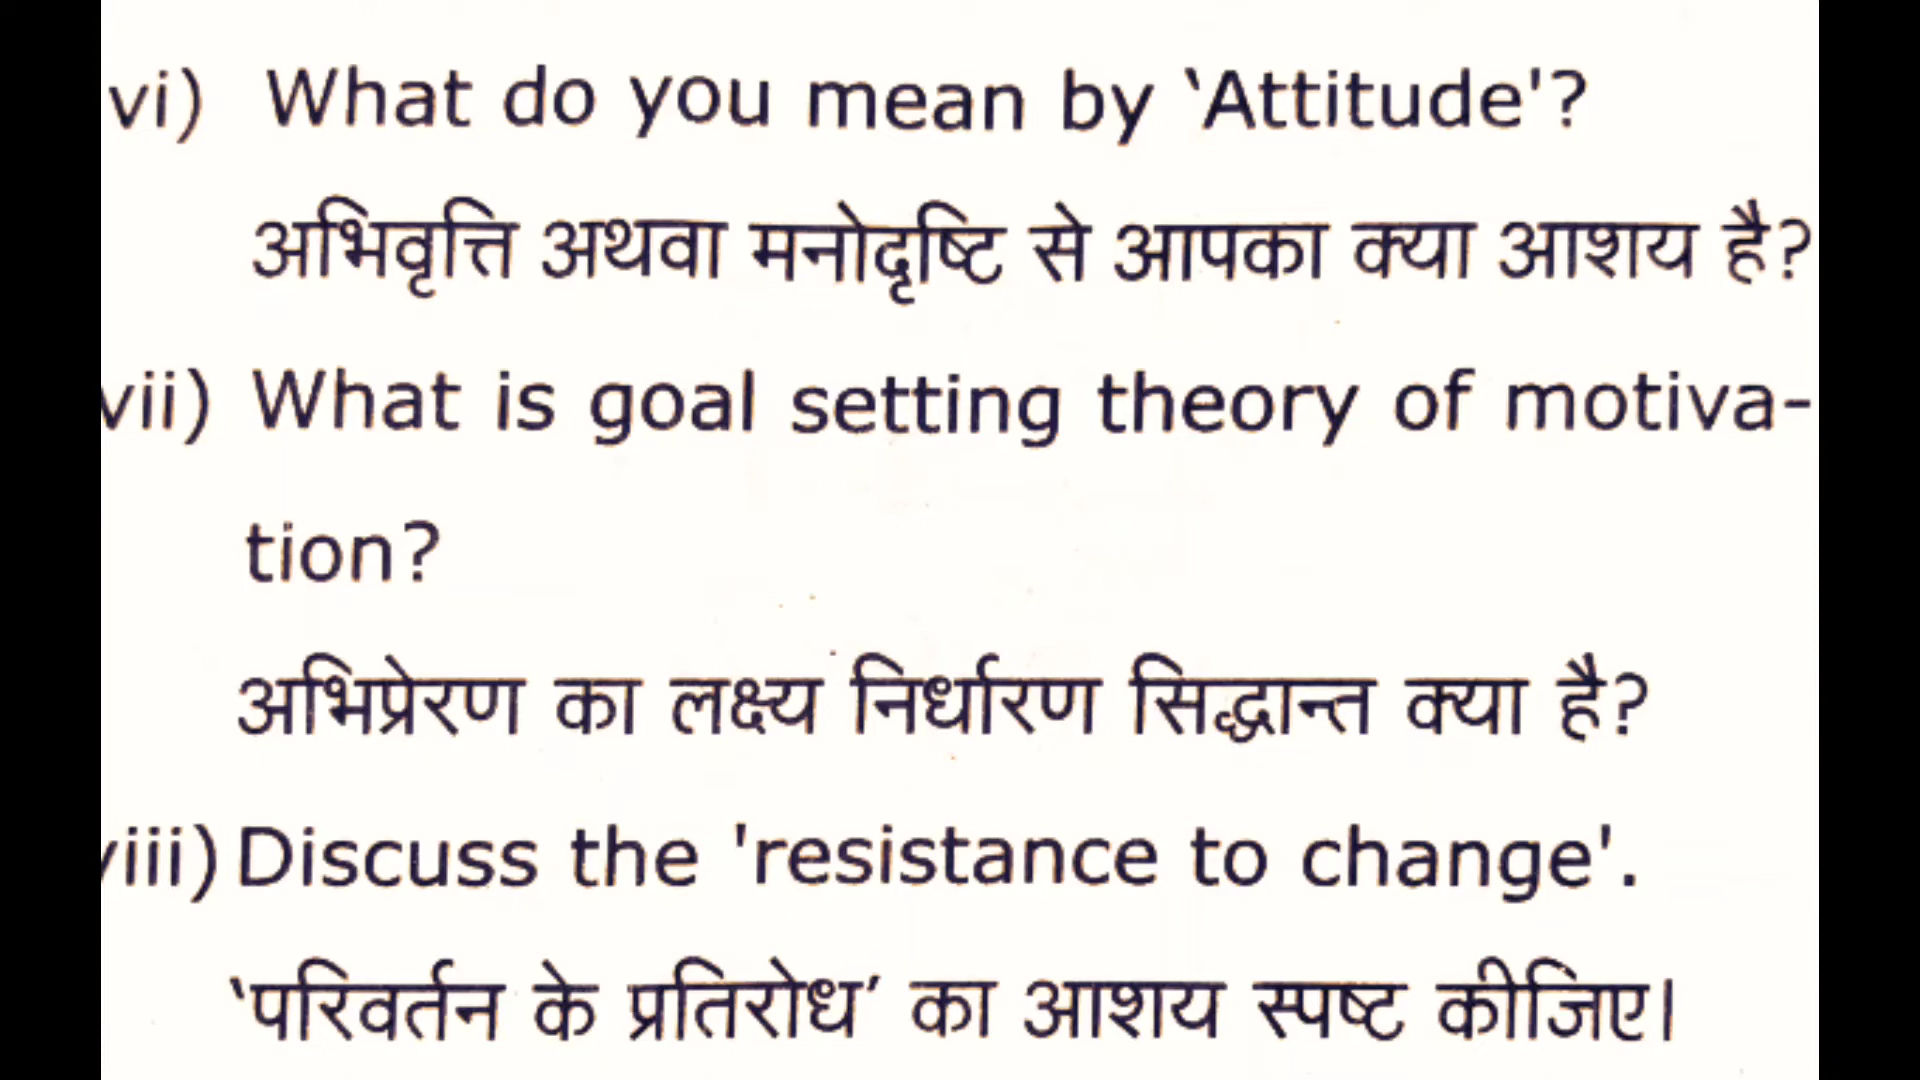 vi) What do you mean by ‘Attitude'?
अभिवृत्ति अथवा मनोदृष्टि से आपका क्या आशय है?
vii) What is goal setting theory of motiva-
tion?
अभिप्रेरण का लक्ष्य निर्धारण सिद्धान्त क्या है?
viii) Discuss the 'resistance to change'.
‘परिवर्तन के प्रतिरोध’ का आशय स्पष्ट कीजिए।